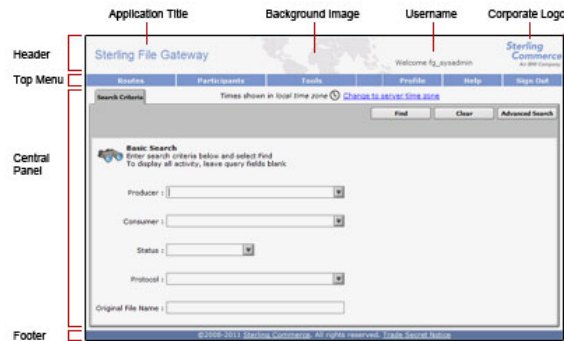 Application Title Background Image Username Corporate Logo
Header
Sterling File Gateway
Welcome fg_sysadmin
Sterling Commerce
An IBM Company
Top Menu
Routes Participants Tools Profile Help Sign Out
Search Criteria
Times shown in local time zone Change to server time zone
Find Clear Advanced Search
Central Panel
Basic Search
Enter search criteria below and select Find
To display all activity, leave query fields blank
Producer :
Consumer :
Status :
Protocol :
Original File Name :
Footer
©2008-2011 Sterling Commerce. All rights reserved. Trade Secret Notice